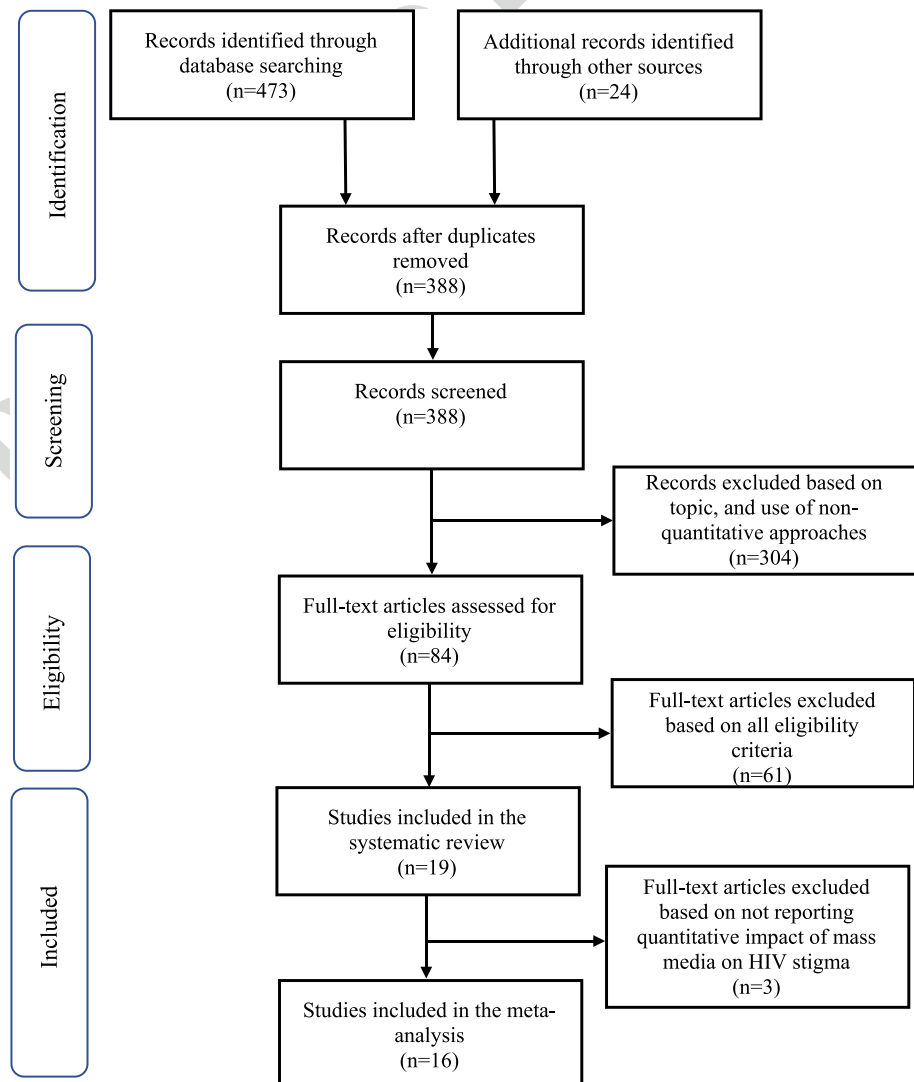 Records identified through
database searching
(n=473)
Additional records identified
through other sources
(n=24)
Identification
Records after duplicates
removed
(n=388)
Screening
Records screened
(n=388)
Records excluded based on
topic, and use of non-
quantitative approaches
(n=304)
Eligibility
Full-text articles assessed for
eligibility
(n=84)
Full-text articles excluded
based on all eligibility
criteria
(n=61)
Included
Studies included in the
systematic review
(n=19)
Full-text articles excluded
based on not reporting
quantitative impact of mass
media on HIV stigma
(n=3)
Studies included in the meta-
analysis
(n=16)